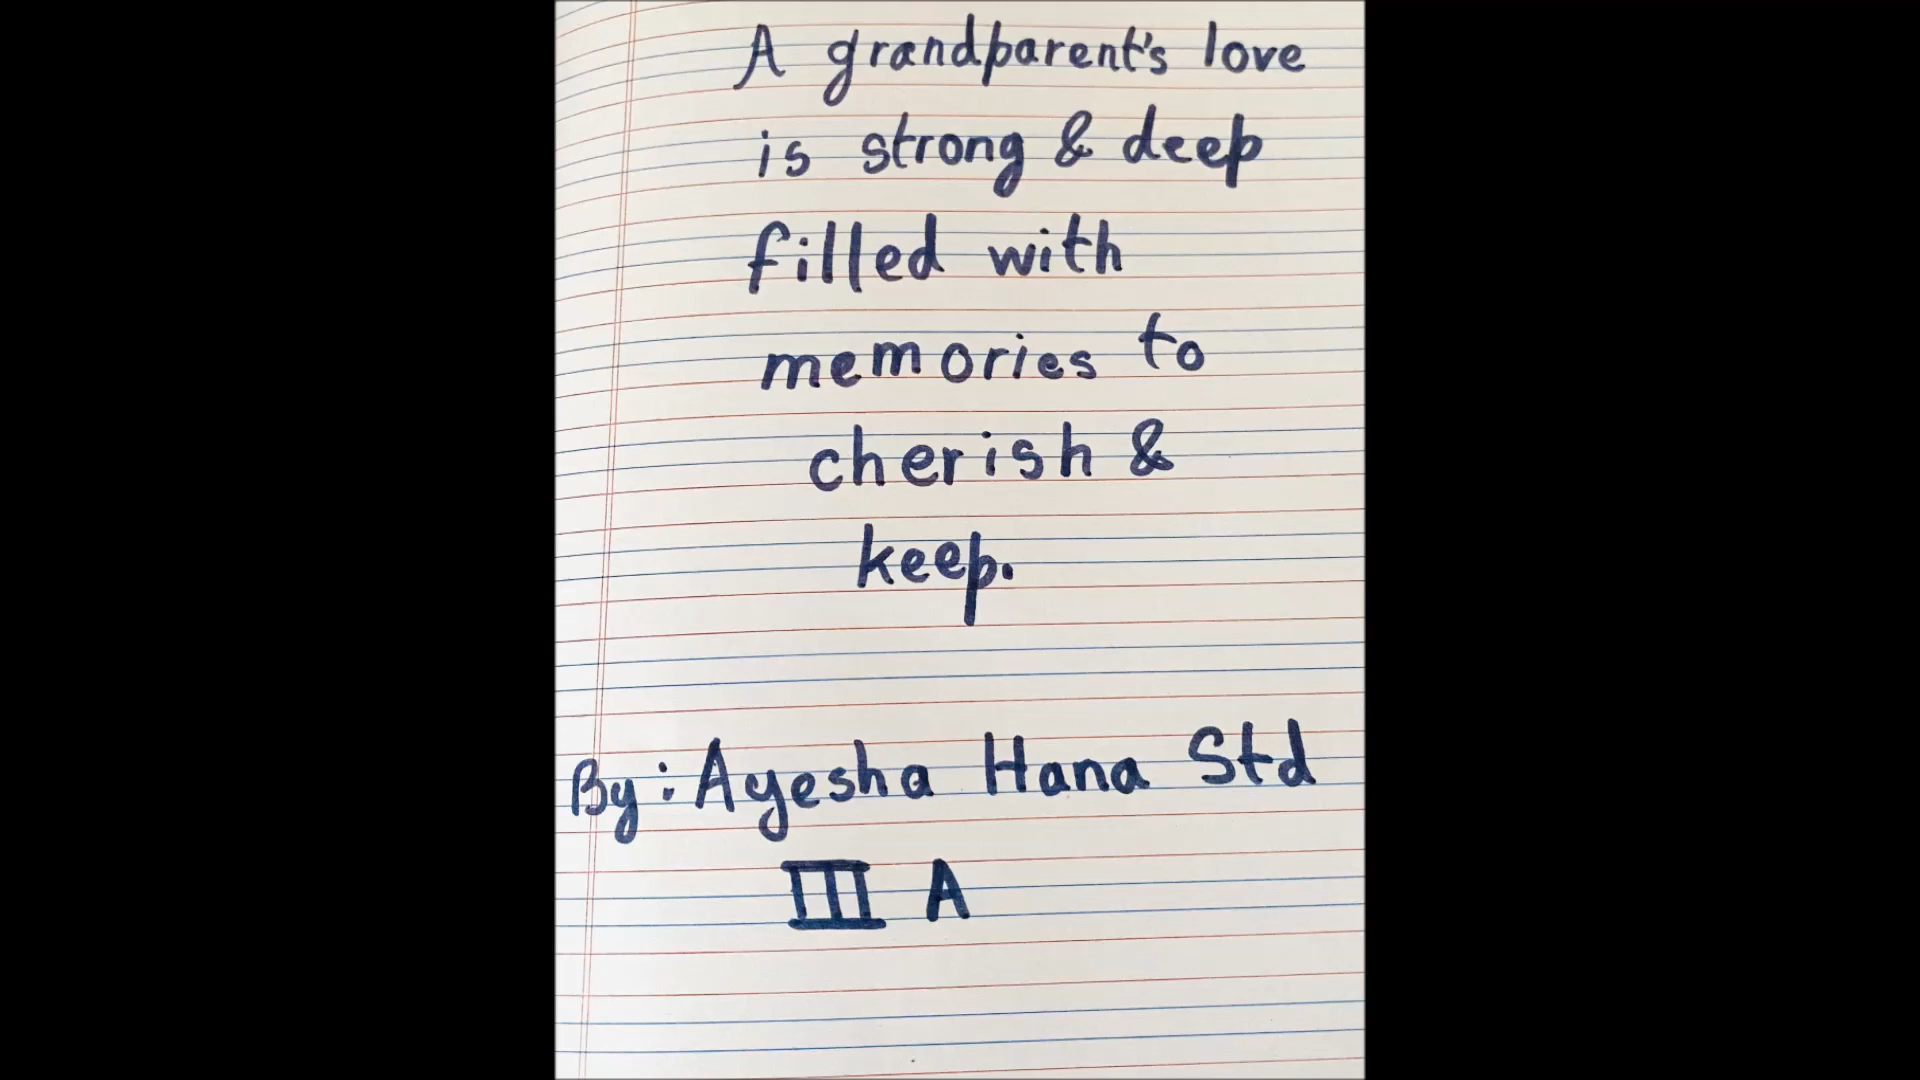 A grandparent's love
is strong & deep
filled with
memories to
cherish &
keep.
By: Ayesha Hana Std
III A